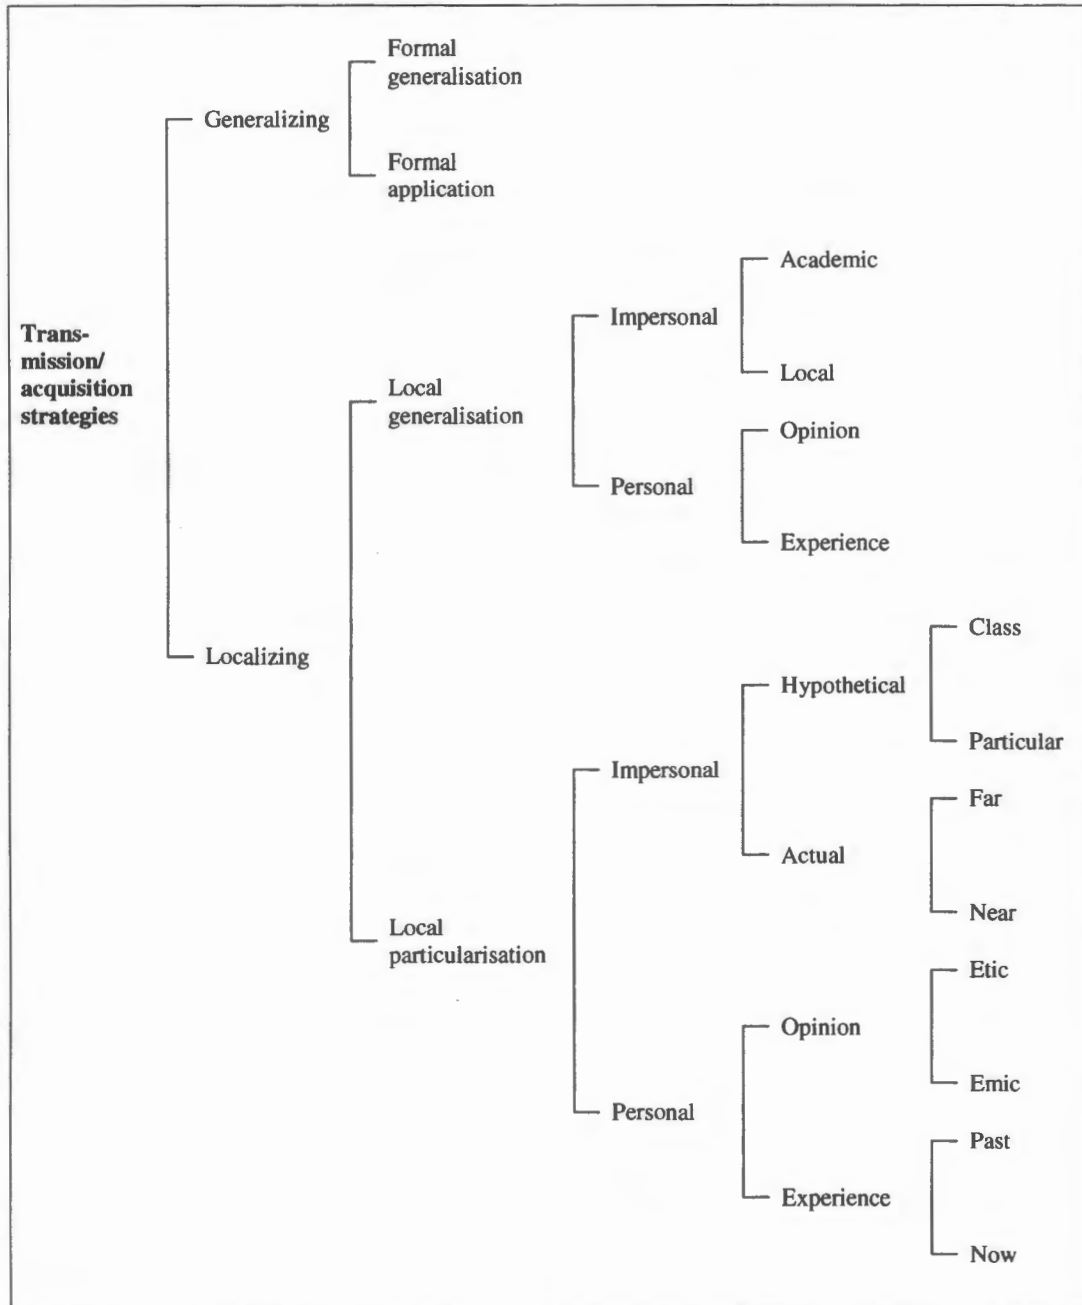 Formal
generalisation
Generalizing
Formal
application
Academic
Impersonal
Trans-
mission/
acquisition
strategies
Local
Local
generalisation
Opinion
Personal
Experience
Class
Localizing
Hypothetical
Particular
Impersonal
Far
Actual
Near
Local
particularisation
Etic
Opinion
Emic
Personal
Past
Experience
Now